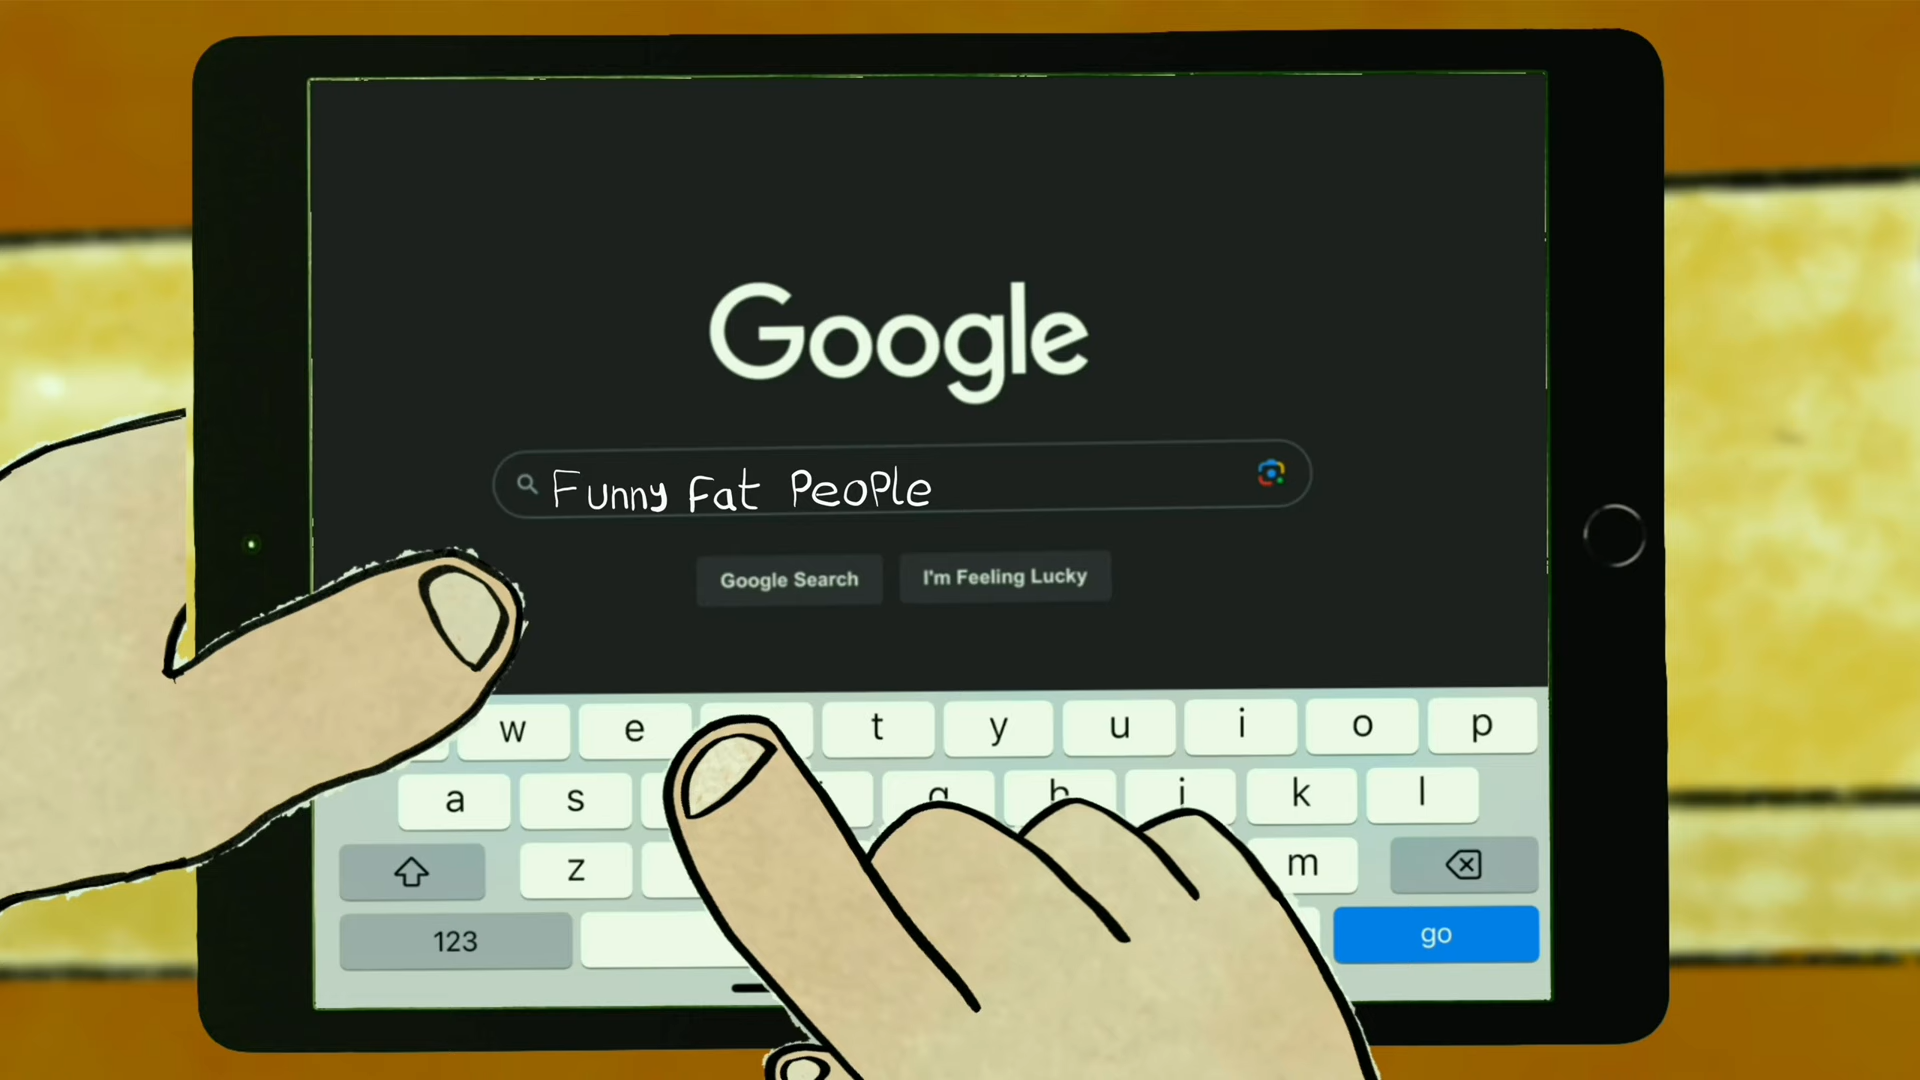 Google
Funny Fat People
Google Search I'm Feeling Lucky
w e t y u i o p
a s g h j k l
z m
123 go